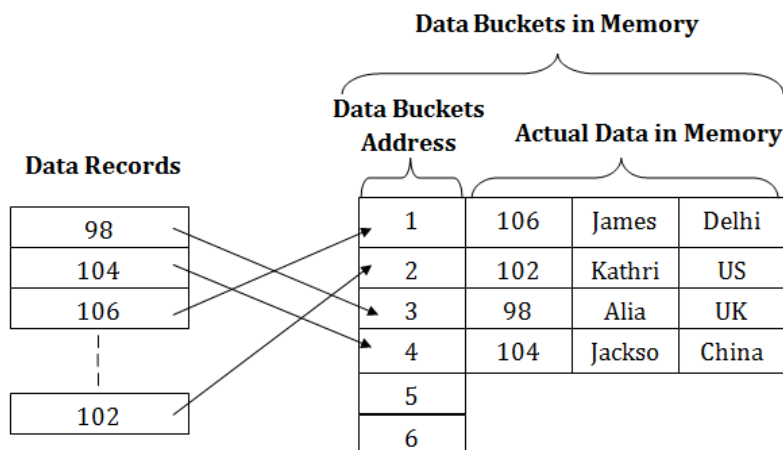 Data Buckets in Memory
Data Buckets
Address
Actual Data in Memory
Data Records
98
104
106
102
1 106 James Delhi
2 102 Kathri US
3 98 Alia UK
4 104 Jackso China
5
6